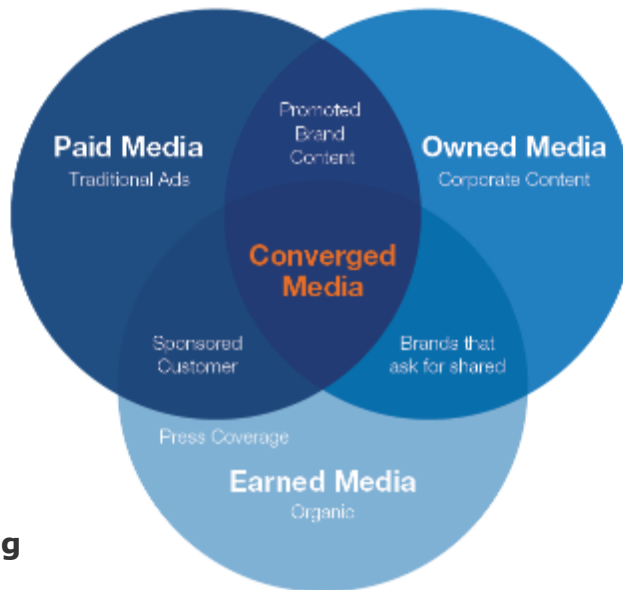 Promoted
Brand
Content
Paid Media
Traditional Ads
Owned Media
Corporate Content
Converged
Media
Sponsored
Customer
Brands that
ask for shared
Press Coverage
Earned Media
Organic
g